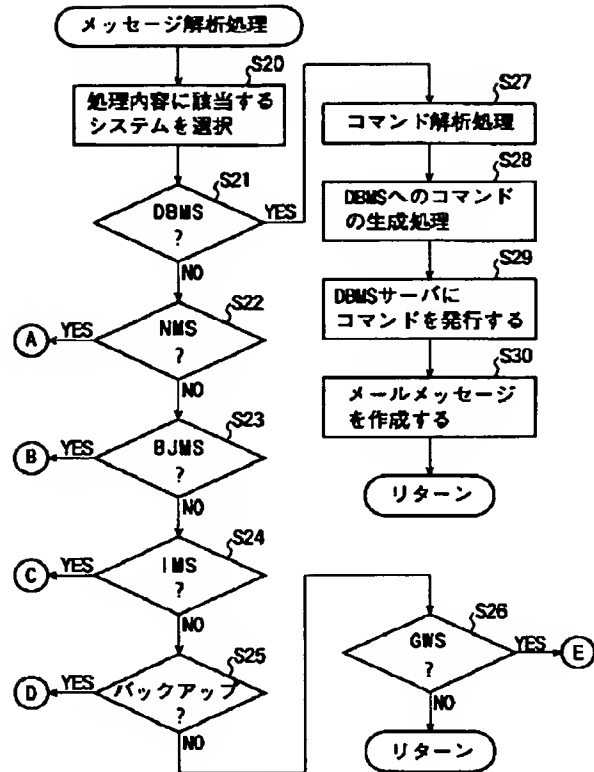 メッセージ解析処理
S20
処理内容に該当する
システムを選択
S21
DBMS
?
YES
NO
S22
NMS
?
YES
A
NO
S23
BJMS
?
YES
B
NO
S24
IMS
?
YES
C
NO
S25
バックアップ
?
YES
D
NO
S26
GWS
?
YES
E
NO
リターン
S27
コマンド解析処理
S28
DBMSへのコマンド
の生成処理
S29
DBMSサーバに
コマンドを発行する
S30
メールメッセージ
を作成する
リターン